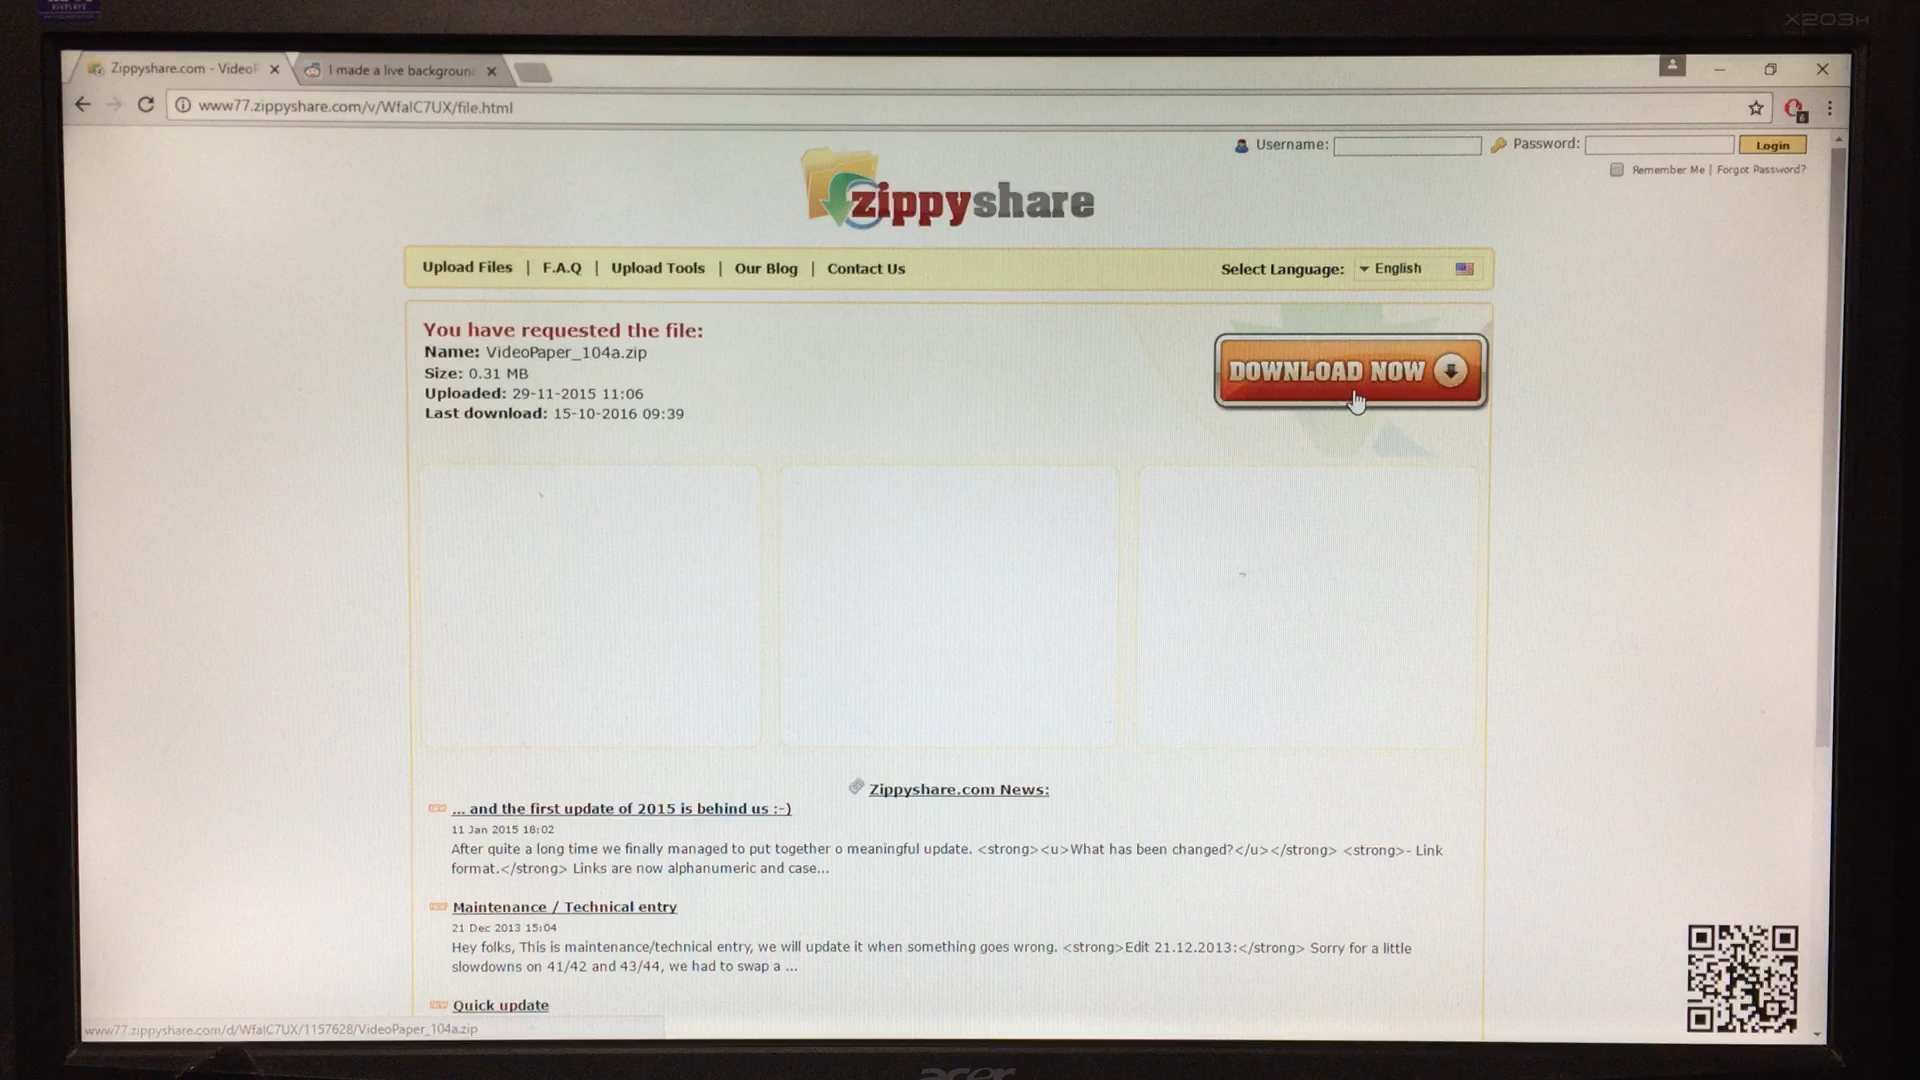 X203H
Zippyshare.com - VideoP
I made a live background
www77.zippyshare.com/v/WfalC7UX/file.html
Username:
Password:
Login
Remember Me | Forgot Password?
zippyshare
Upload Files | F.A.Q | Upload Tools | Our Blog | Contact Us
Select Language: English
You have requested the file:
Name: VideoPaper_104a.zip
Size: 0.31 MB
Uploaded: 29-11-2015 11:06
Last download: 15-10-2016 09:39
DOWNLOAD NOW
Zippyshare.com News:
... and the first update of 2015 is behind us :-)
11 Jan 2015 18:02
After quite a long time we finally managed to put together o meaningful update. <strong><u>What has been changed?</u></strong> <strong>- Link
format.</strong> Links are now alphanumeric and case...
Maintenance / Technical entry
21 Dec 2013 15:04
Hey folks, This is maintenance/technical entry, we will update it when something goes wrong. <strong>Edit 21.12.2013:</strong> Sorry for a little
slowdowns on 41/42 and 43/44, we had to swap a ...
Quick update
www77.zippyshare.com/d/WfalC7UX/1157628/VideoPaper_104a.zip
acer